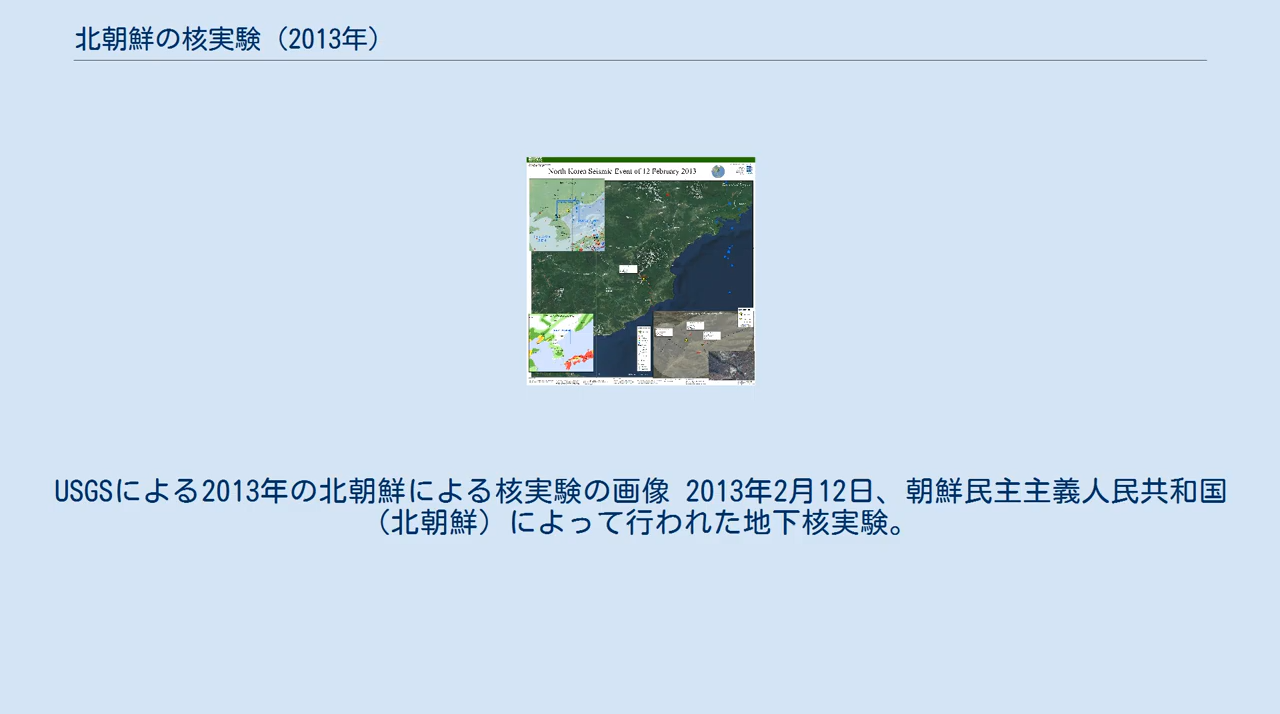 北朝鮮の核実験（2013年）
North Korea Seismic Event of 12 February 2013
USGSによる2013年の北朝鮮による核実験の画像 2013年2月12日、朝鮮民主主義人民共和国
（北朝鮮）によって行われた地下核実験。